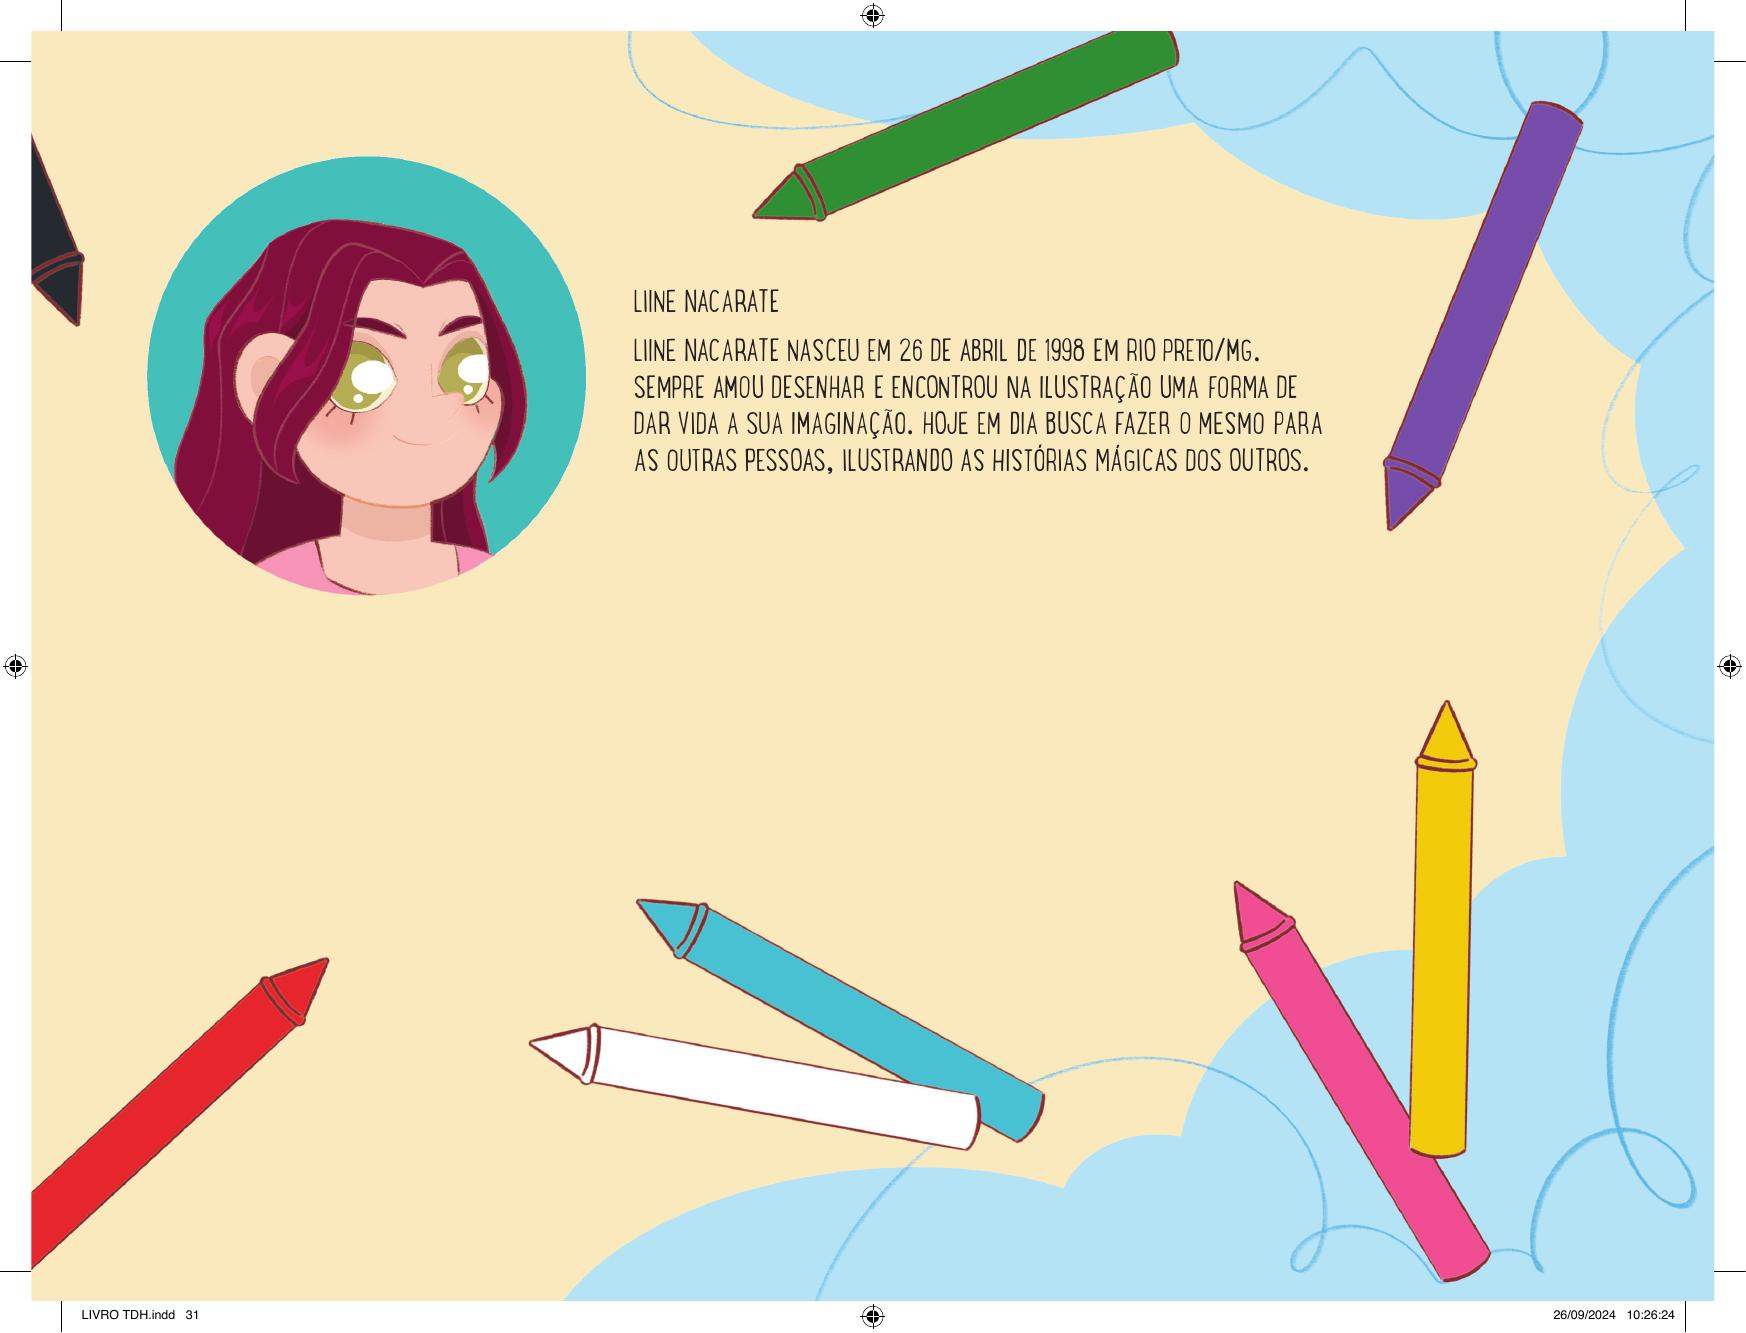 LIINE NACARATE
LIINE NACARATE NASCEU EM 26 DE ABRIL DE 1998 EM RIO PRETO/MG.
SEMPRE AMOU DESENHAR E ENCONTROU NA ILUSTRAÇÃO UMA FORMA DE
DAR VIDA A SUA IMAGINAÇÃO. HOJE EM DIA BUSCA FAZER O MESMO PARA
AS OUTRAS PESSOAS, ILUSTRANDO AS HISTÓRIAS MÁGICAS DOS OUTROS.
LIVRO TDH.indd 31
26/09/2024 10:26:24